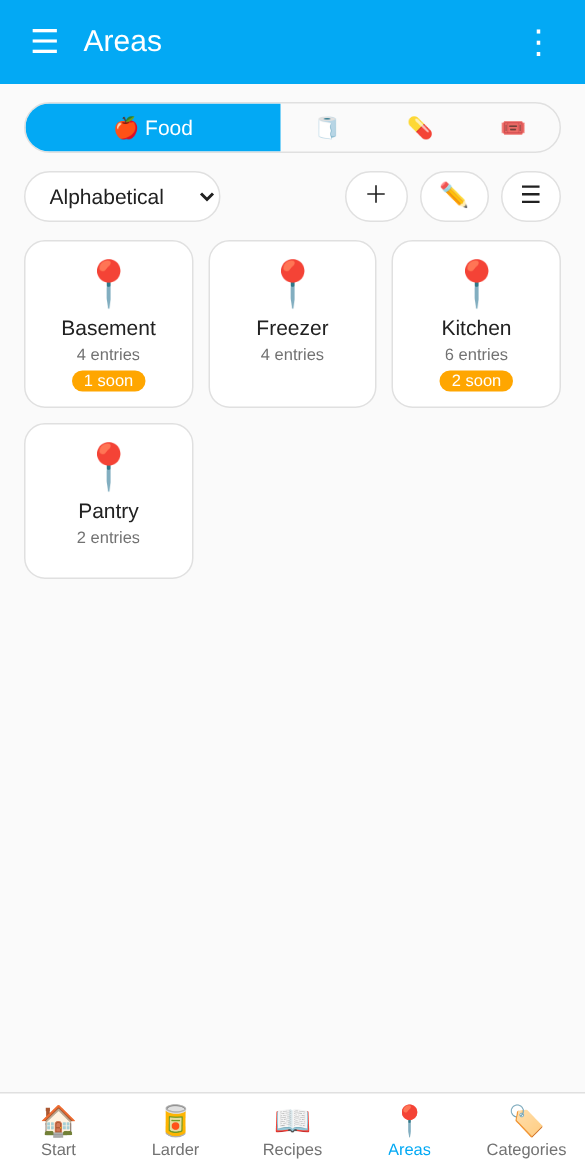 Areas
Food
Alphabetical
Basement
4 entries
1 soon
Freezer
4 entries
Kitchen
6 entries
2 soon
Pantry
2 entries
Start
Larder
Recipes
Areas
Categories